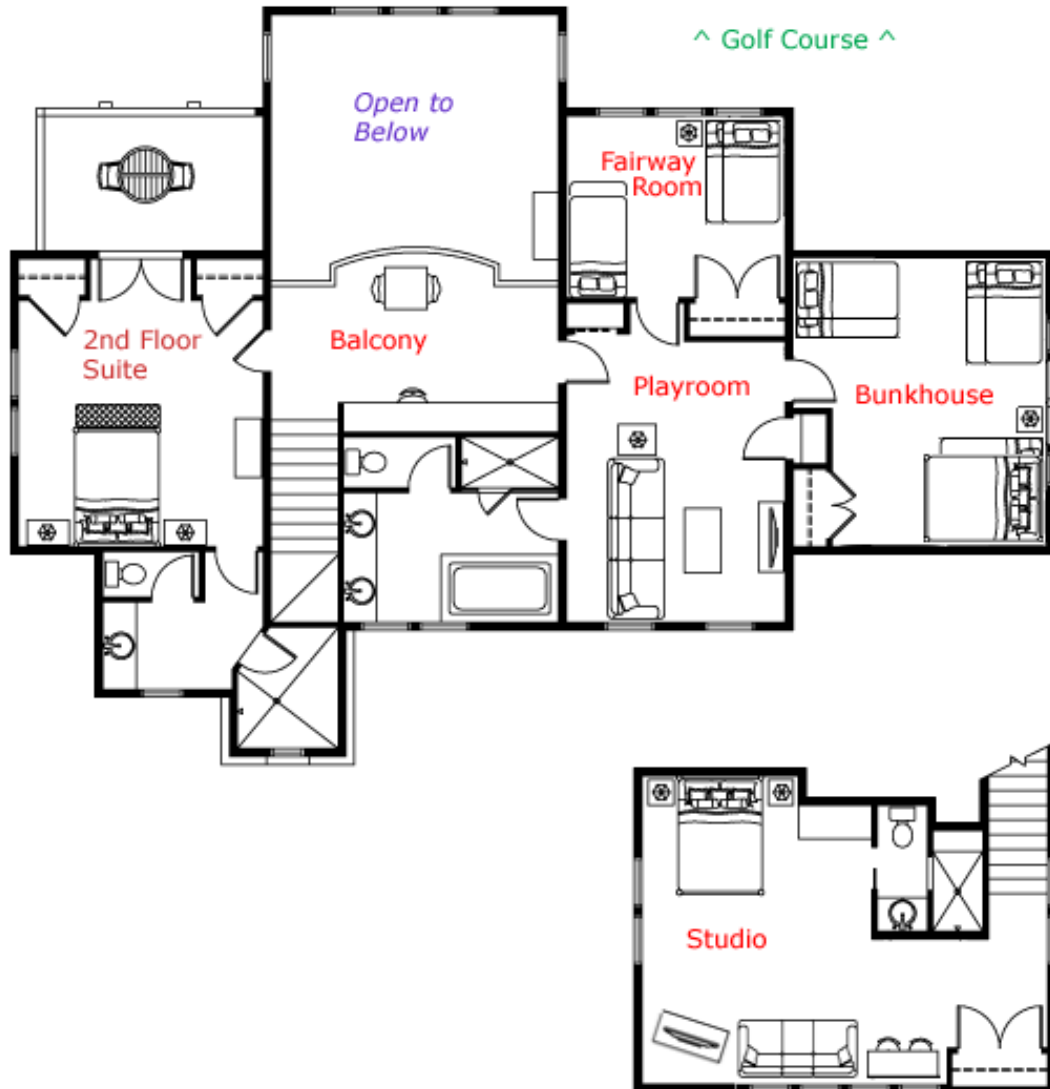 ^ Golf Course ^
Open to
Below
Fairway
Room
2nd Floor
Suite
Balcony
Playroom
Bunkhouse
Studio